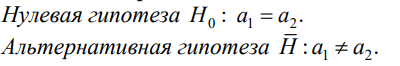 Нулевая гипотеза H₀ : a₁ = a₂.
Альтернативная гипотеза H̅ : a₁ ≠ a₂.